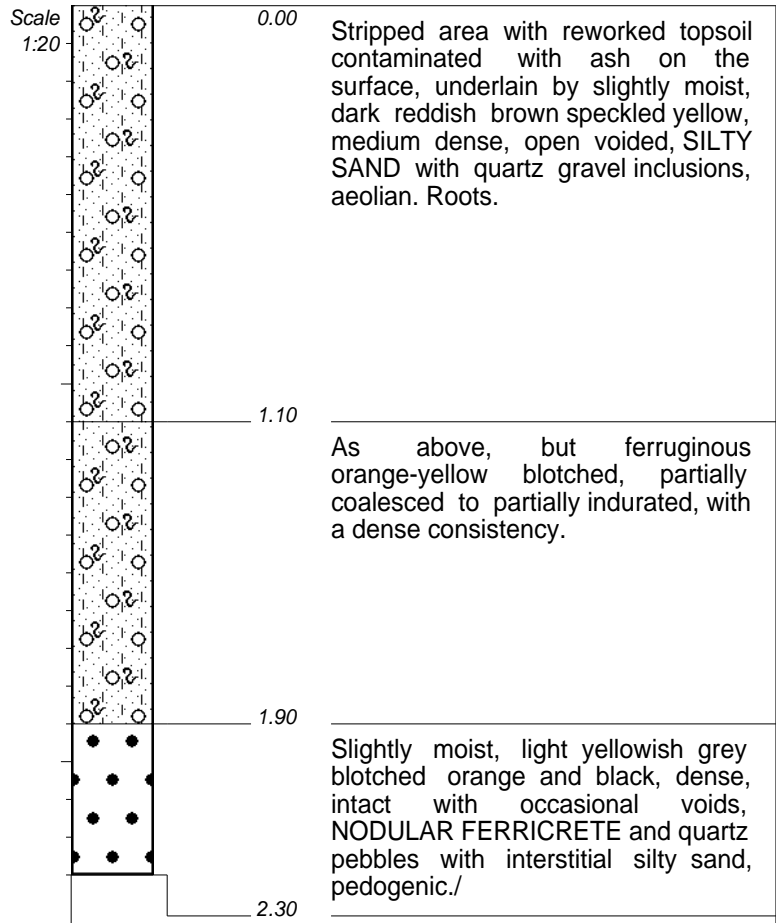 Scale
1:20
0.00
Stripped area with reworked topsoil
contaminated with ash on the
surface, underlain by slightly moist,
dark reddish brown speckled yellow,
medium dense, open voided, SILTY
SAND with quartz gravel inclusions,
aeolian. Roots.
1.10
As above, but ferruginous
orange-yellow blotched, partially
coalesced to partially indurated, with
a dense consistency.
1.90
Slightly moist, light yellowish grey
blotched orange and black, dense,
intact with occasional voids,
NODULAR FERRICRETE and quartz
pebbles with interstitial silty sand,
pedogenic./
2.30